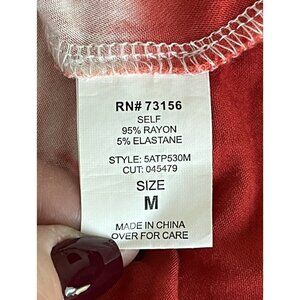 RN# 73156
SELF
95% RAYON
5% ELASTANE
STYLE: 5ATP530M
CUT: 045479
SIZE
M
MADE IN CHINA
OVER FOR CARE